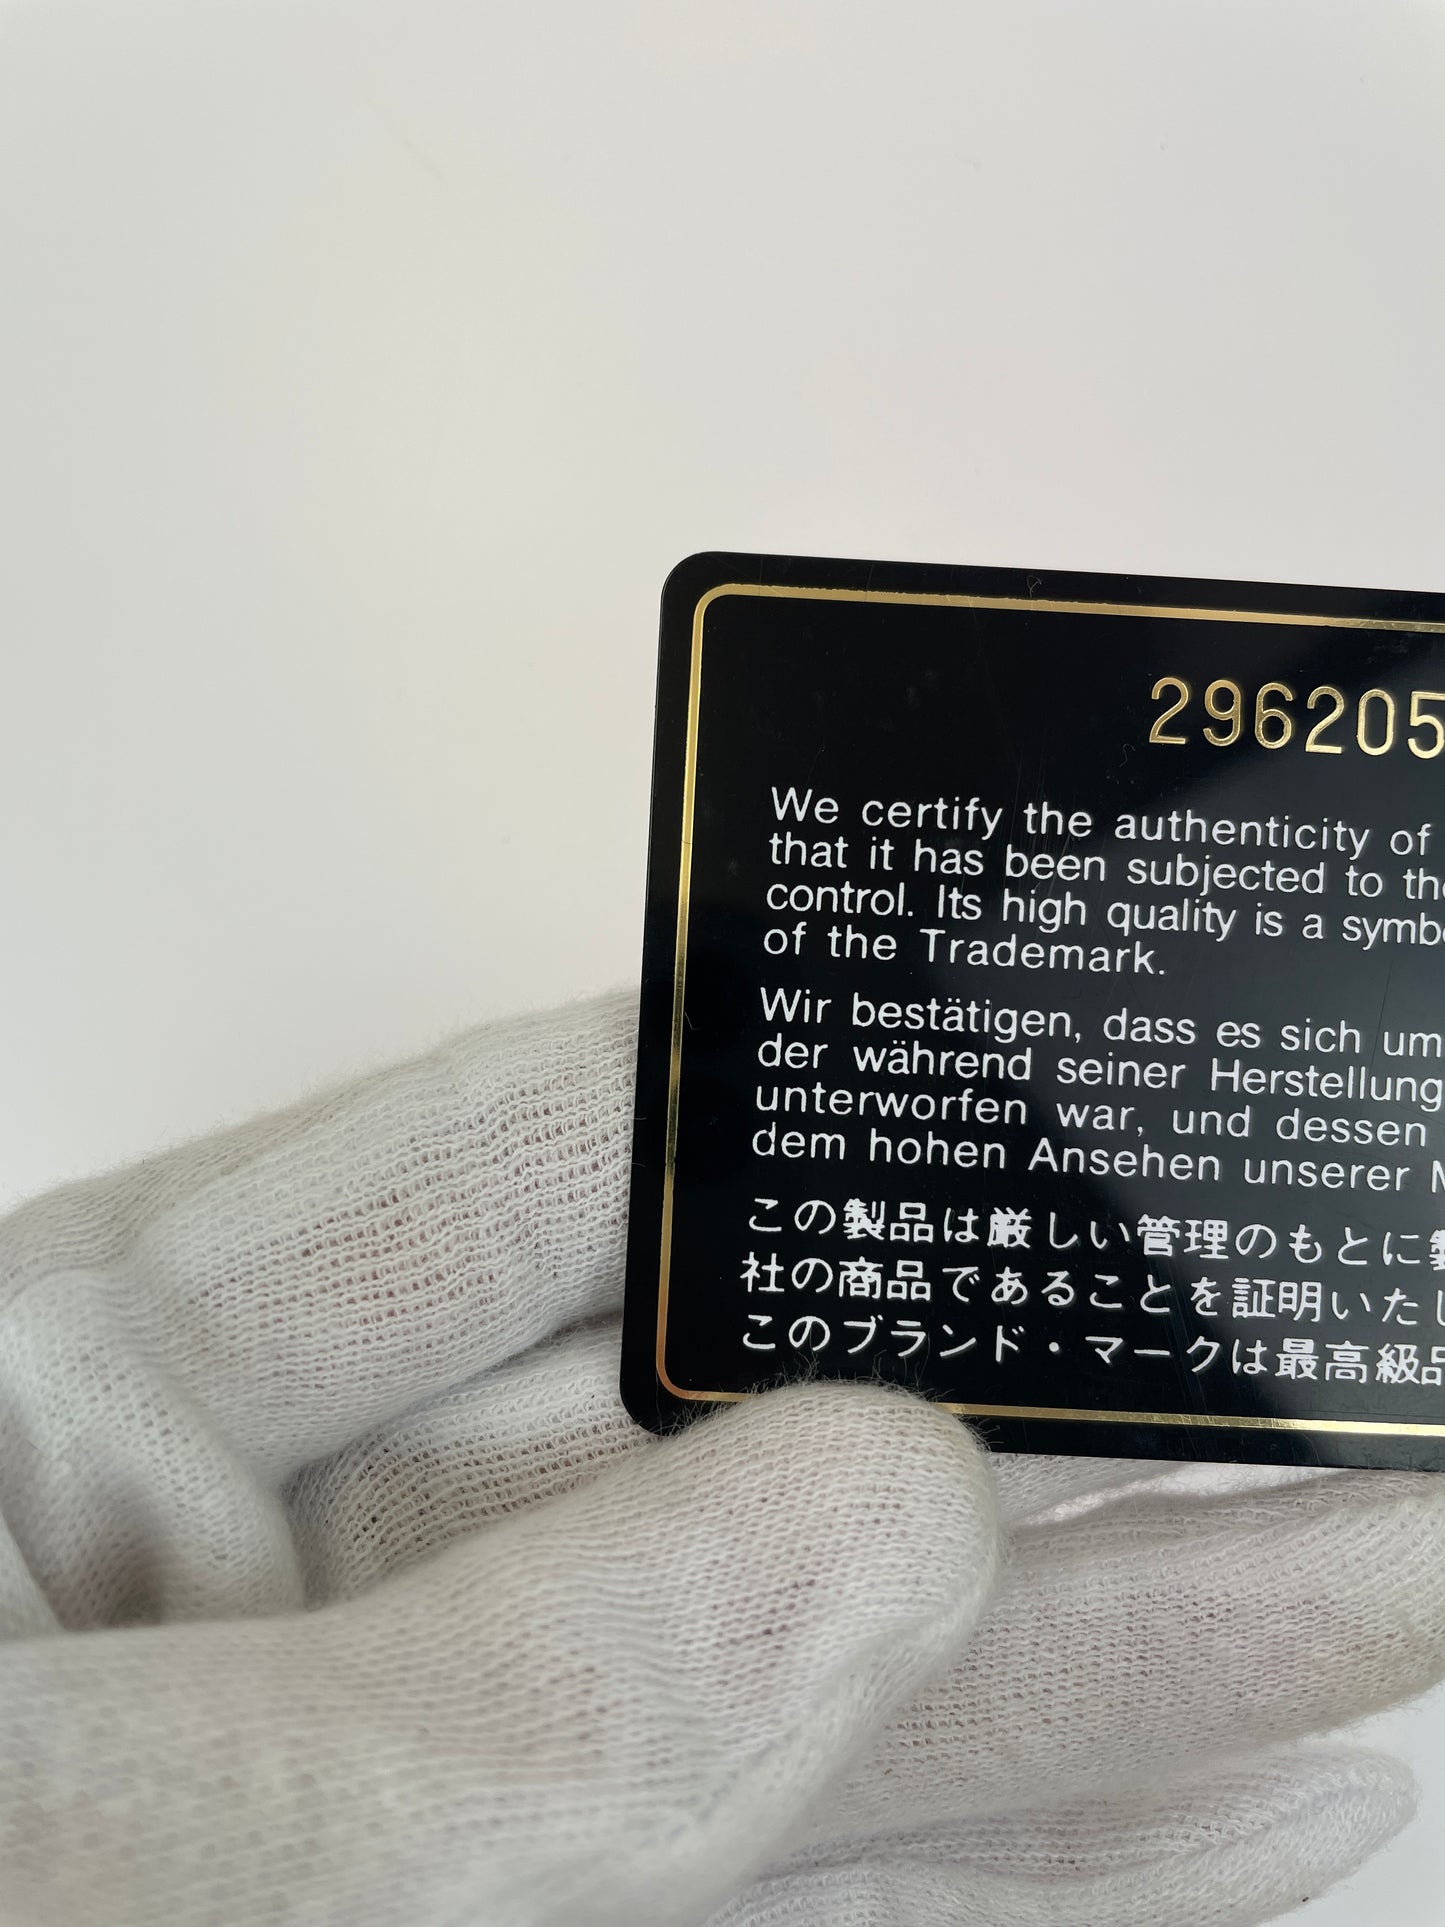 296205
We certify the authenticity of
that it has been subjected to
control. Its high quality is a
of the Trademark.
Wir bestätigen, dass es sich um
der während seiner Herstellung
unterworfen war, und dessen
dem hohen Ansehen unserer
この製品は厳しい管理のもとに
社の商品であることを証明いたし
このブランド・マークは最高級品